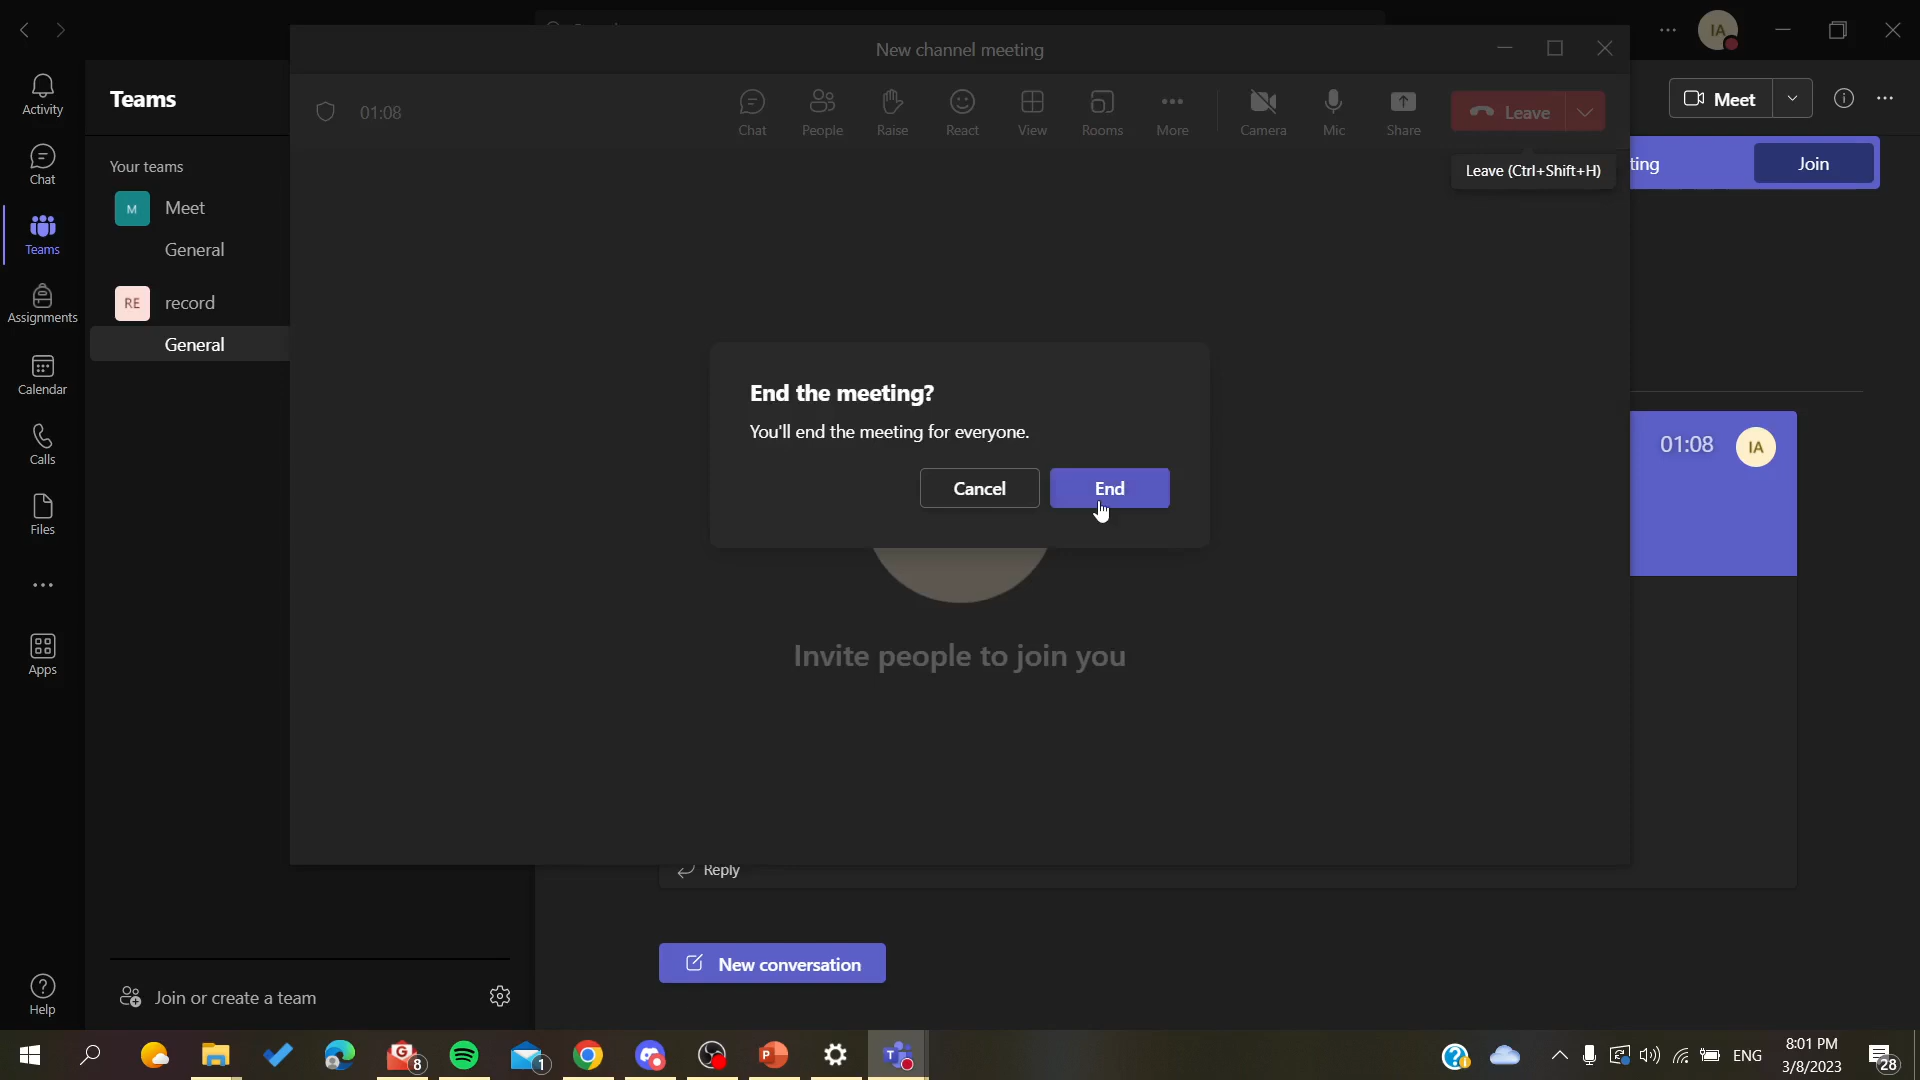 New channel meeting
IA
Activity
Teams
01:08
Chat
People
Raise
React
View
Rooms
More
Camera
Mic
Share
Leave
Meet
Leave (Ctrl+Shift+H)
ting
Join
Chat
Your teams
M
Meet
General
Teams
RE
record
General
Assignments
Calendar
Calls
Files
Apps
End the meeting?
You'll end the meeting for everyone.
Cancel
End
01:08
IA
Invite people to join you
Reply
New conversation
Join or create a team
Help
8
1
ENG
8:01 PM
3/8/2023
28